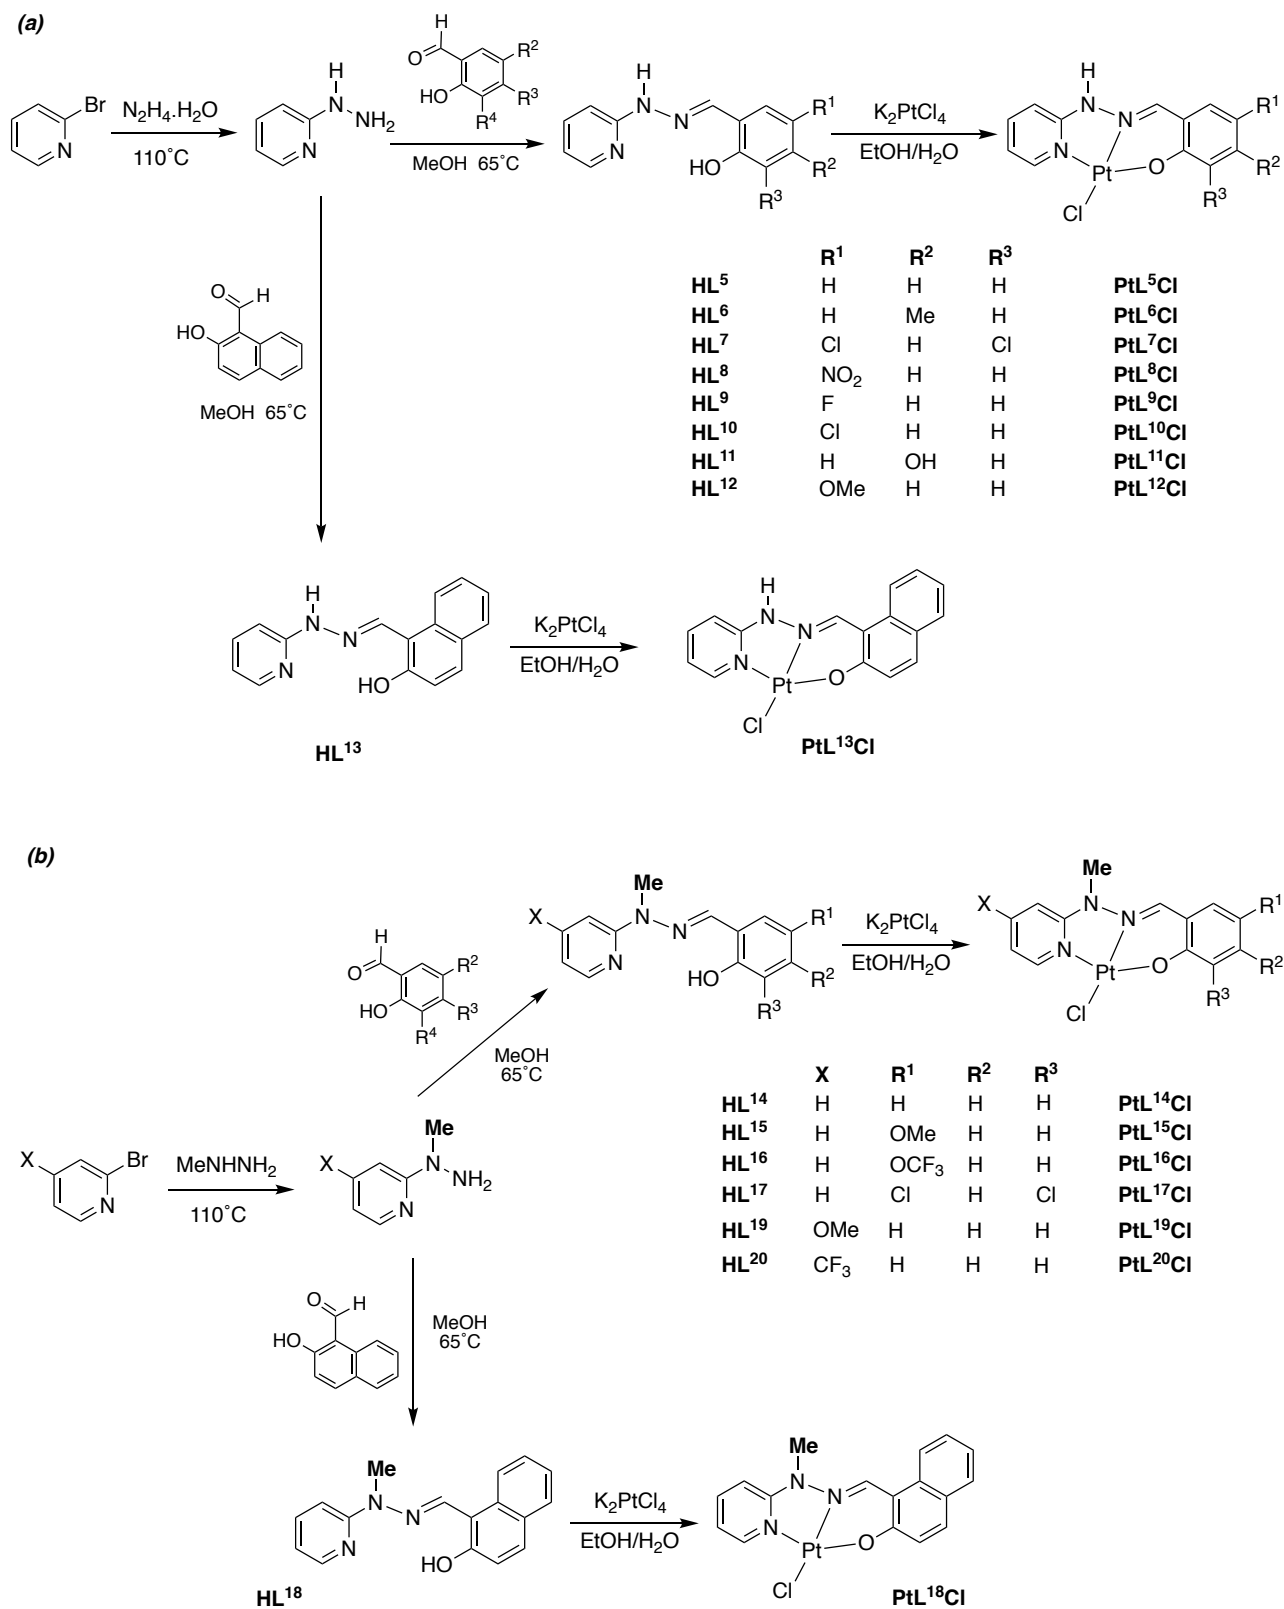 (a)
Br
N
N₂H₄.H₂O
110˚C
H
N
NH₂
N
H
O
HO
R²
R³
R⁴
MeOH 65˚C
H
N
N
N
HO
R¹
R²
R³
K₂PtCl₄
EtOH/H₂O
H
N
N
N
Pt
O
Cl
R¹
R²
R³
R¹ R² R³
HL⁵ H H H PtL⁵Cl
HL⁶ H Me H PtL⁶Cl
HL⁷ Cl H Cl PtL⁷Cl
HL⁸ NO₂ H H PtL⁸Cl
HL⁹ F H H PtL⁹Cl
HL¹⁰ Cl H H PtL¹⁰Cl
HL¹¹ H OH H PtL¹¹Cl
HL¹² OMe H H PtL¹²Cl
O
H
HO
MeOH 65˚C
H
N
N
N
HO
HL¹³
K₂PtCl₄
EtOH/H₂O
H
N
N
N
Pt
O
Cl
PtL¹³Cl
(b)
X
Br
N
MeNHNH₂
110˚C
Me
X
N
NH₂
N
H
O
HO
R²
R³
R⁴
MeOH
65˚C
Me
X
N
N
N
HO
R¹
R²
R³
K₂PtCl₄
EtOH/H₂O
Me
X
N
N
N
Pt
O
Cl
R¹
R²
R³
X R¹ R² R³
HL¹⁴ H H H H PtL¹⁴Cl
HL¹⁵ H OMe H H PtL¹⁵Cl
HL¹⁶ H OCF₃ H H PtL¹⁶Cl
HL¹⁷ H Cl H Cl PtL¹⁷Cl
HL¹⁹ OMe H H H PtL¹⁹Cl
HL²⁰ CF₃ H H H PtL²⁰Cl
O
H
HO
MeOH
65˚C
Me
N
N
N
HO
HL¹⁸
K₂PtCl₄
EtOH/H₂O
Me
N
N
N
Pt
O
Cl
PtL¹⁸Cl